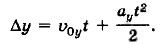 Δy = v₀yt + ayt²/2.